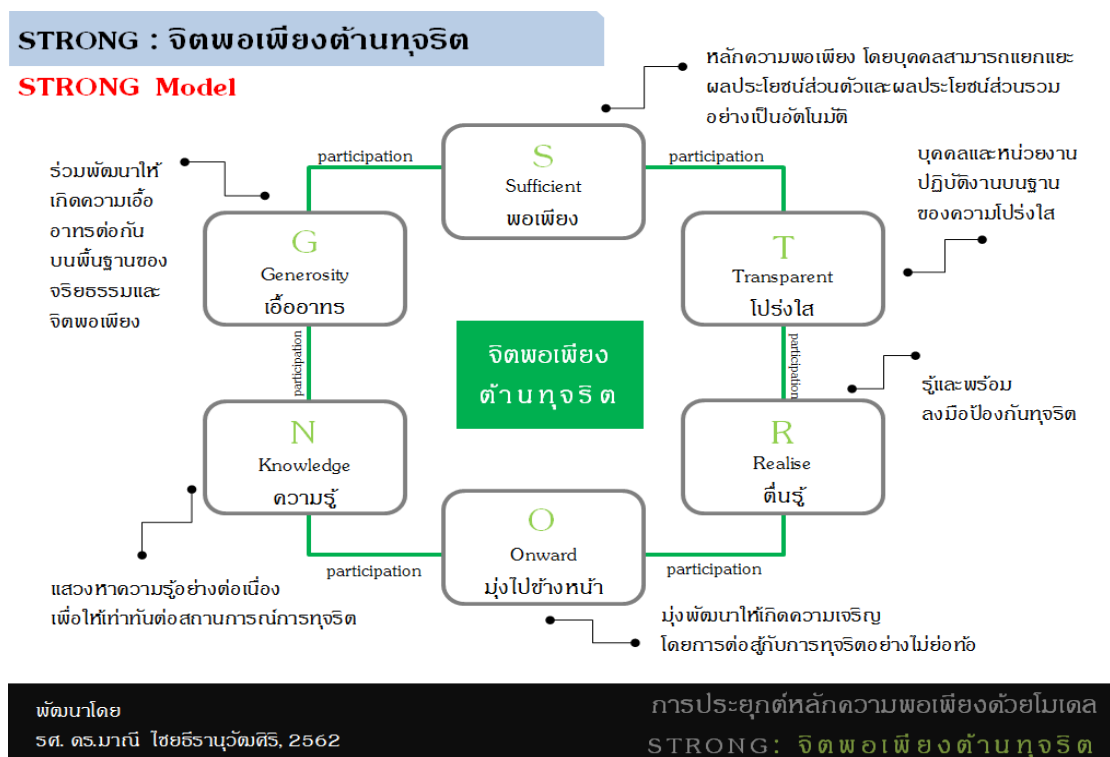 STRONG : จิตพอเพียงต้านทุจริต
STRONG Model
หลักความพอเพียง โดยบุคคลสามารถแยกแยะ
ผลประโยชน์ส่วนตัวและผลประโยชน์ส่วนรวม
อย่างเป็นอัตโนมัติ
participation
S
Sufficient
พอเพียง
participation
บุคคลและหน่วยงาน
ปฏิบัติงานบนฐาน
ของความโปร่งใส
ร่วมพัฒนาให้
เกิดความเอื้อ
อาทรต่อกัน
บนพื้นฐานของ
จริยธรรมและ
จิตพอเพียง
G
Generosity
เอื้ออาทร
T
Transparent
โปร่งใส
participation
จิตพอเพียง
ต้านทุจริต
participation
รู้และพร้อม
ลงมือป้องกันทุจริต
N
Knowledge
ความรู้
R
Realise
ตื่นรู้
O
Onward
มุ่งไปข้างหน้า
participation
participation
แสวงหาความรู้อย่างต่อเนื่อง
เพื่อให้เท่าทันต่อสถานการณ์การทุจริต
มุ่งพัฒนาให้เกิดความเจริญ
โดยการต่อสู้กับการทุจริตอย่างไม่ย่อท้อ
พัฒนาโดย
รศ. ดร.มาณี ไชยธีรานุวัฒศิริ, 2562
การประยุกต์หลักความพอเพียงด้วยโมเดล
STRONG: จิตพอเพียงต้านทุจริต